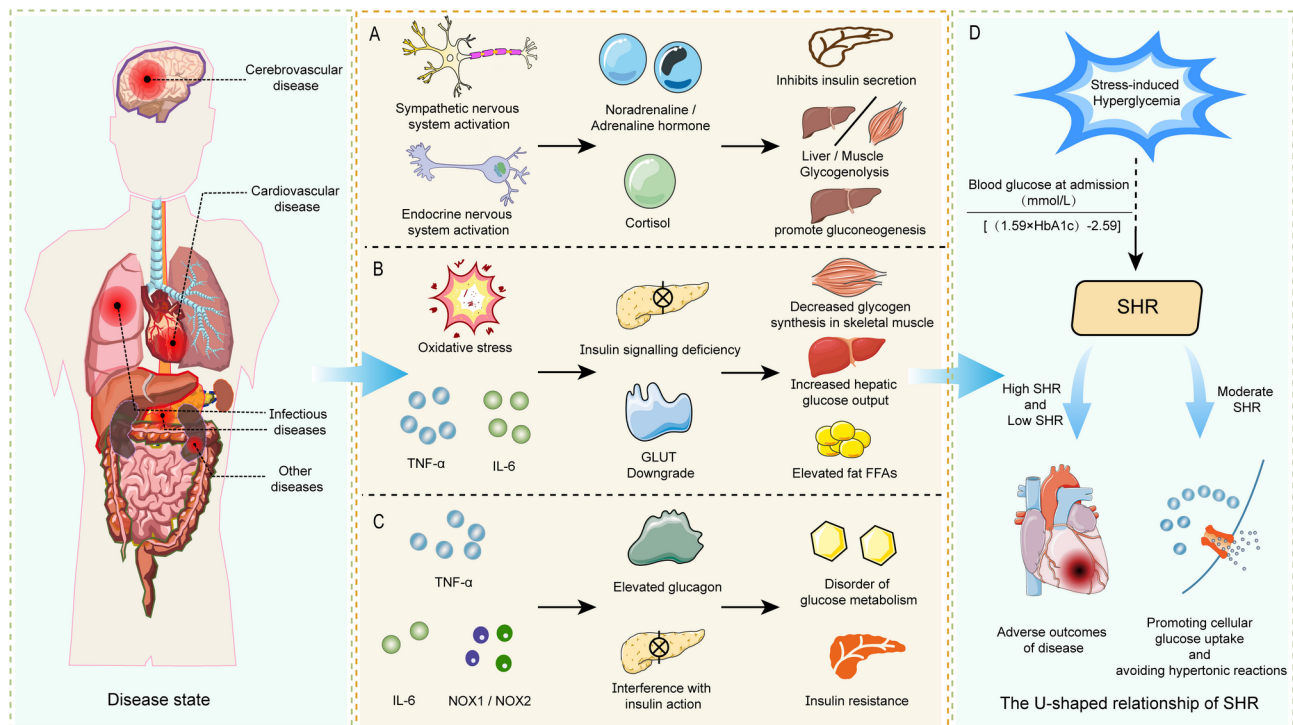 Cerebrovascular
disease
Cardiovascular
disease
Infectious
diseases
Other
diseases
Disease state
A
Sympathetic nervous
system activation
Endocrine nervous
system activation
Noradrenaline /
Adrenaline hormone
Cortisol
Inhibits insulin secretion
Liver / Muscle
Glycogenolysis
promote gluconeogenesis
B
Oxidative stress
TNF-α
IL-6
Insulin signalling deficiency
GLUT
Downgrade
Decreased glycogen
synthesis in skeletal muscle
Increased hepatic
glucose output
Elevated fat FFAs
C
TNF-α
IL-6
NOX1 / NOX2
Elevated glucagon
Interference with
insulin action
Disorder of
glucose metabolism
Insulin resistance
D
Stress-induced
Hyperglycemia
Blood glucose at admission
（mmol/L）
[（1.59×HbA1c）-2.59]
SHR
High SHR
and
Low SHR
Moderate
SHR
Adverse outcomes
of disease
Promoting cellular
glucose uptake
and
avoiding hypertonic reactions
The U-shaped relationship of SHR